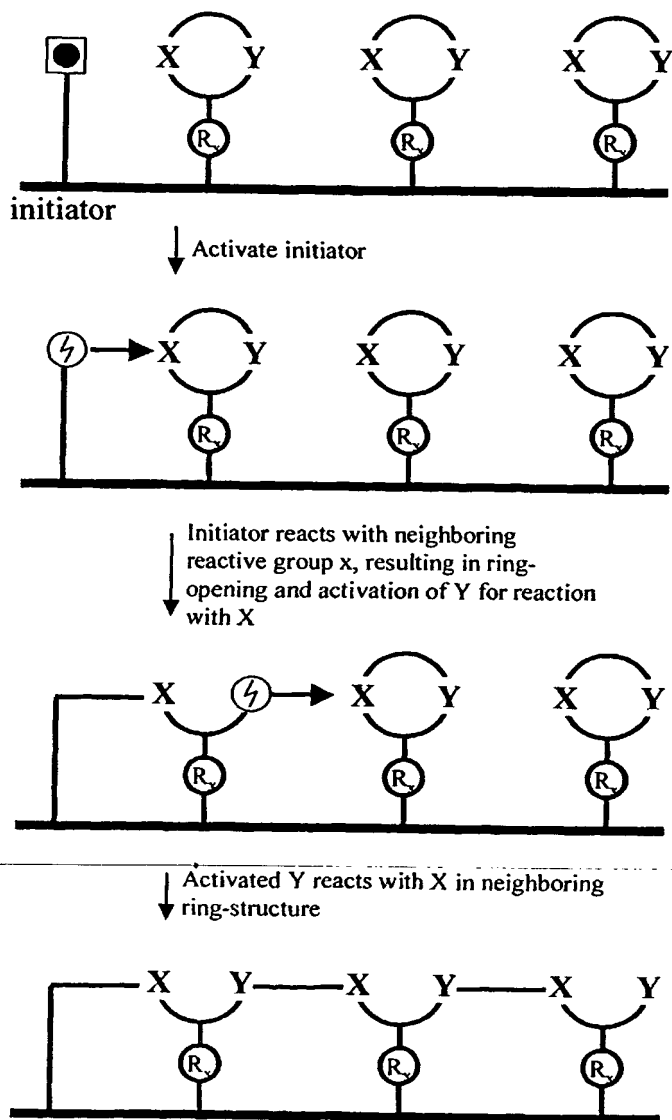 X Y X Y X Y
Rx Rx Rx
initiator
Activate initiator
X Y X Y X Y
Rx Rx Rx
Initiator reacts with neighboring
reactive group x, resulting in ring-
opening and activation of Y for reaction
with X
X X Y X Y
Rx Rx Rx
Activated Y reacts with X in neighboring
ring-structure
X Y X Y X Y
Rx Rx Rx